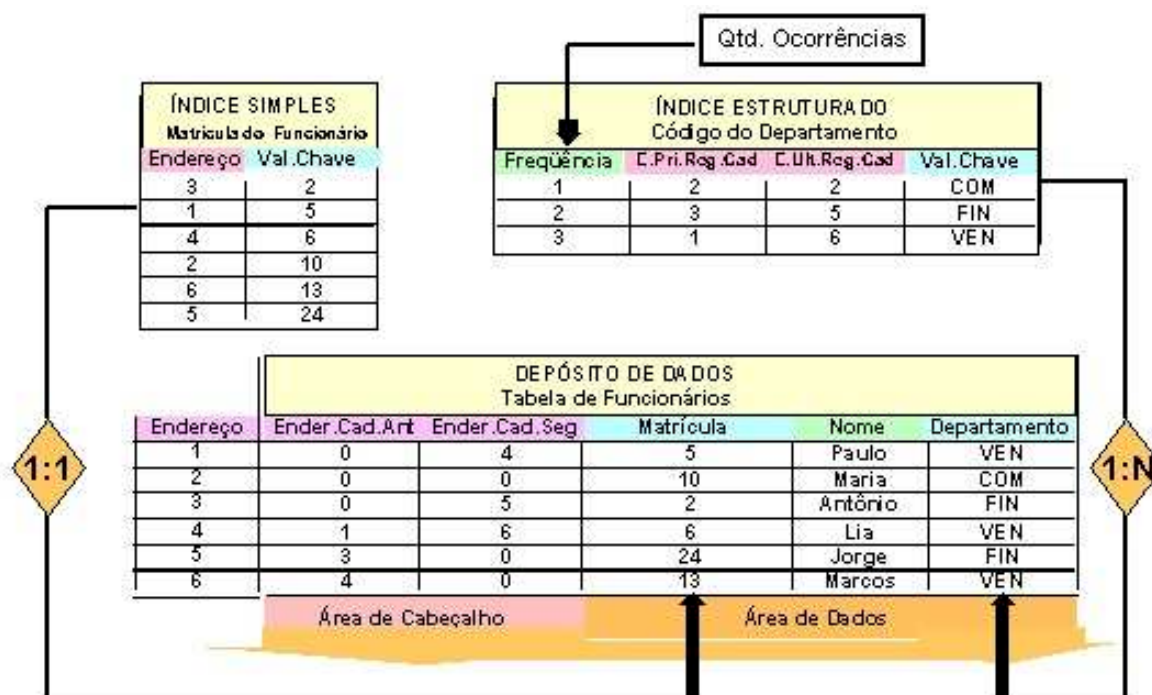 Qtd. Ocorrências
ÍNDICE SIMPLES
Matrícula do Funcionário
Endereço Val.Chave
3 2
1 5
4 6
2 10
6 13
5 24
ÍNDICE ESTRUTURADO
Código do Departamento
Freqüência E.Pri.Reg.Cad E.Ult.Reg.Cad Val.Chave
1 2 2 COM
2 3 5 FIN
3 1 6 VEN
DEPÓSITO DE DADOS
Tabela de Funcionários
Endereço Ender.Cad.Ant Ender.Cad.Seg Matrícula Nome Departamento
1 0 4 5 Paulo VEN
2 0 0 10 Maria COM
3 0 5 2 Antônio FIN
4 1 6 6 Lia VEN
5 3 0 24 Jorge FIN
6 4 0 13 Marcos VEN
1:1
1:N
Área de Cabeçalho Área de Dados